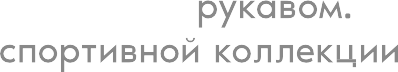 рукавом.
спортивной коллекции